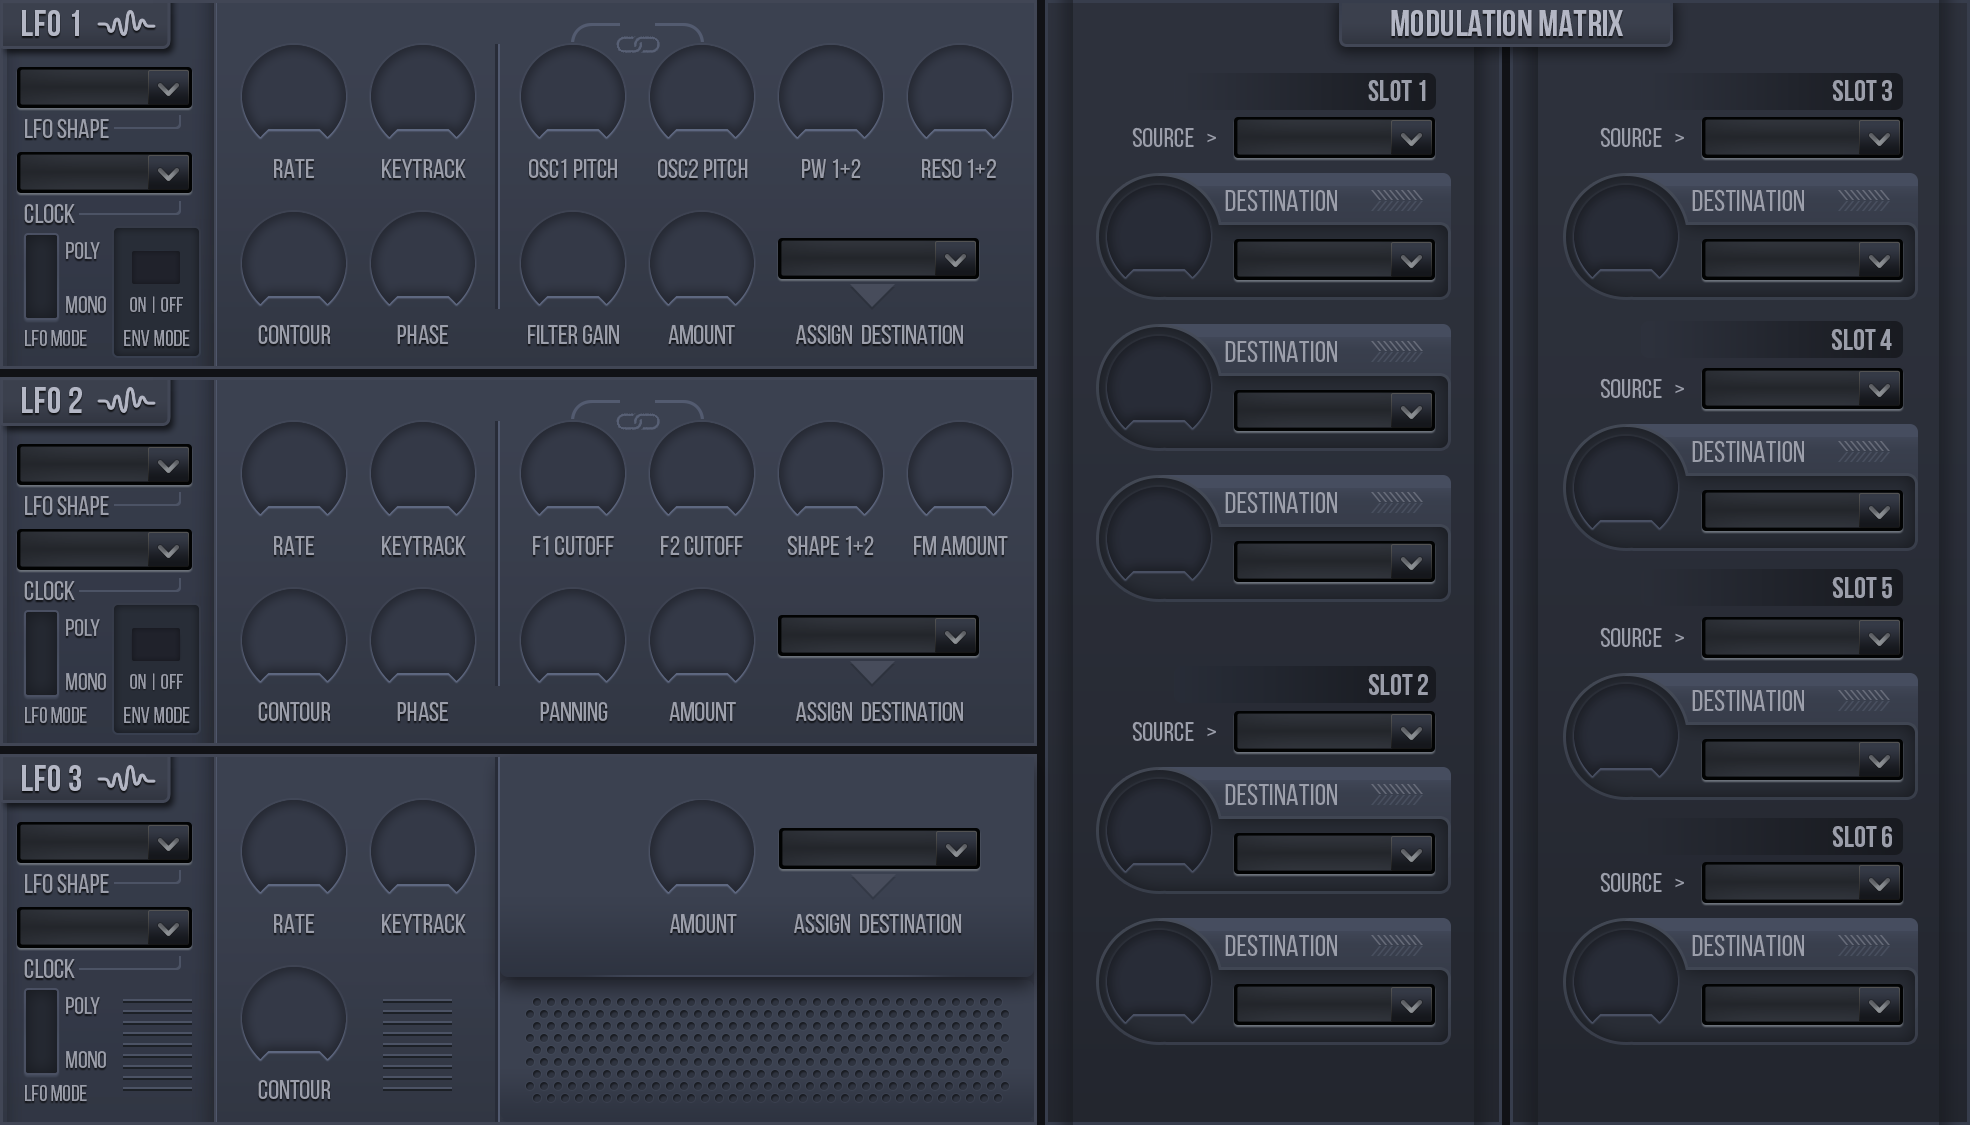 LFO 1
LFO SHAPE
CLOCK
POLY
MONO
LFO MODE
ON | OFF
ENV MODE
RATE
KEYTRACK
OSC1 PITCH
OSC2 PITCH
PW 1+2
RESO 1+2
CONTOUR
PHASE
FILTER GAIN
AMOUNT
ASSIGN DESTINATION
LFO 2
LFO SHAPE
CLOCK
POLY
MONO
LFO MODE
ON | OFF
ENV MODE
RATE
KEYTRACK
F1 CUTOFF
F2 CUTOFF
SHAPE 1+2
FM AMOUNT
CONTOUR
PHASE
PANNING
AMOUNT
ASSIGN DESTINATION
LFO 3
LFO SHAPE
CLOCK
POLY
MONO
LFO MODE
RATE
KEYTRACK
AMOUNT
ASSIGN DESTINATION
CONTOUR
MODULATION MATRIX
SLOT 1
SOURCE >
DESTINATION
DESTINATION
DESTINATION
SLOT 2
SOURCE >
DESTINATION
DESTINATION
SLOT 3
SOURCE >
DESTINATION
SLOT 4
SOURCE >
DESTINATION
SLOT 5
SOURCE >
DESTINATION
SLOT 6
SOURCE >
DESTINATION